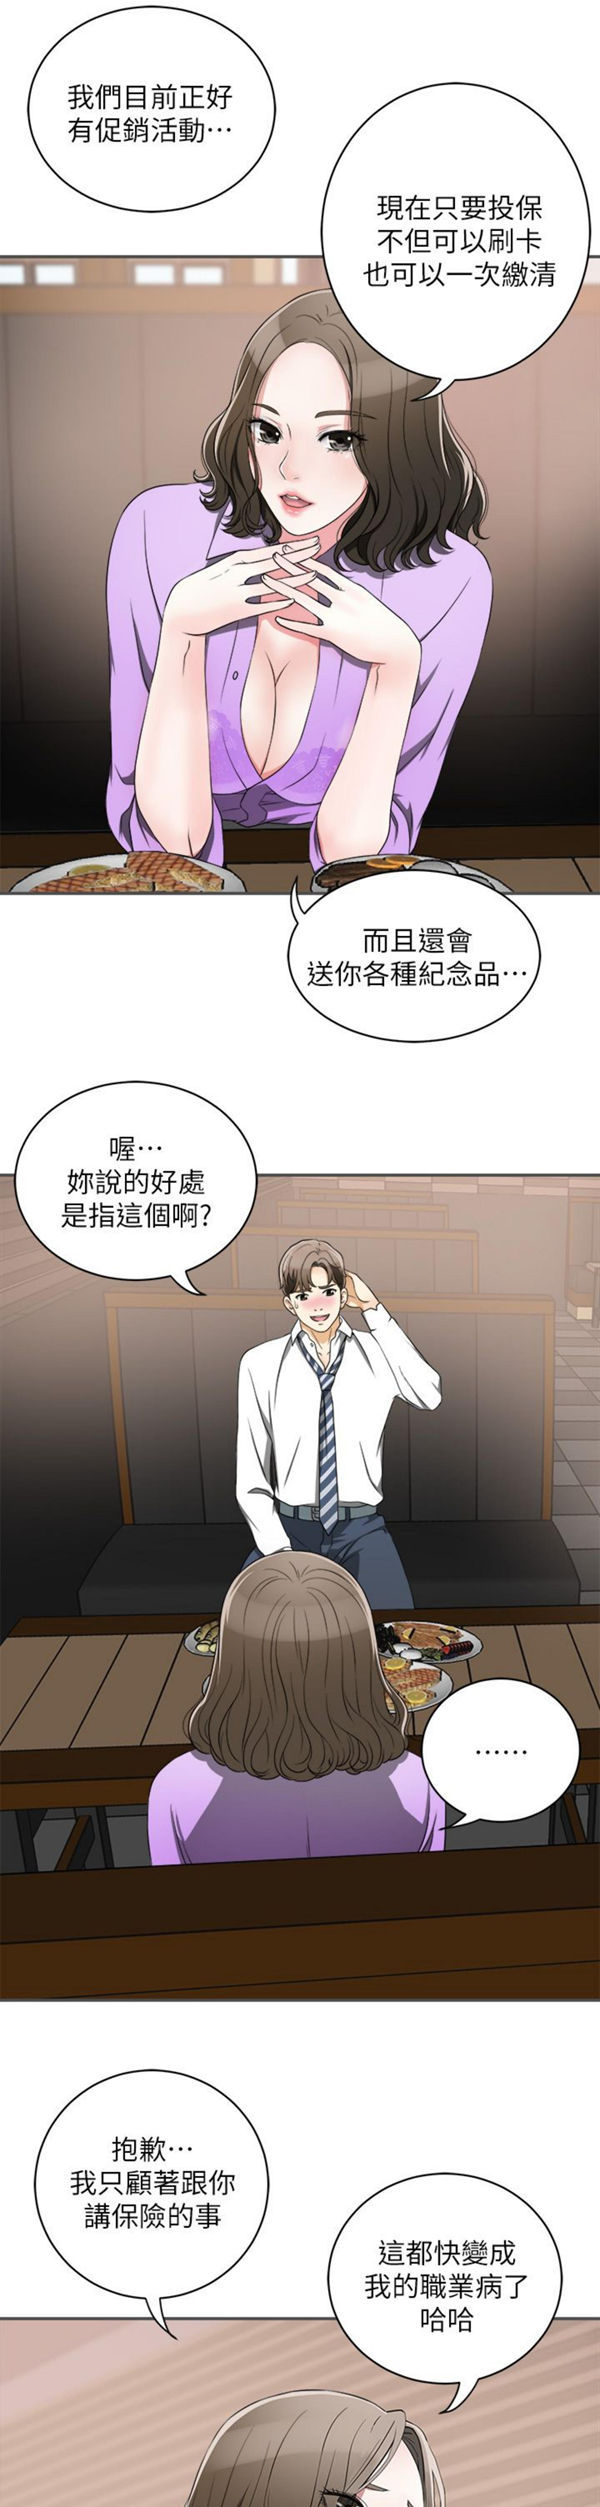 我們目前正好
有促銷活動⋯
現在只要投保
不但可以刷卡
也可以一次繳清
而且還會
送你各種紀念品⋯
喔⋯
妳說的好處
是指這個啊?
⋯⋯
抱歉⋯
我只顧著跟你
講保險的事
這都快變成
我的職業病了
哈哈